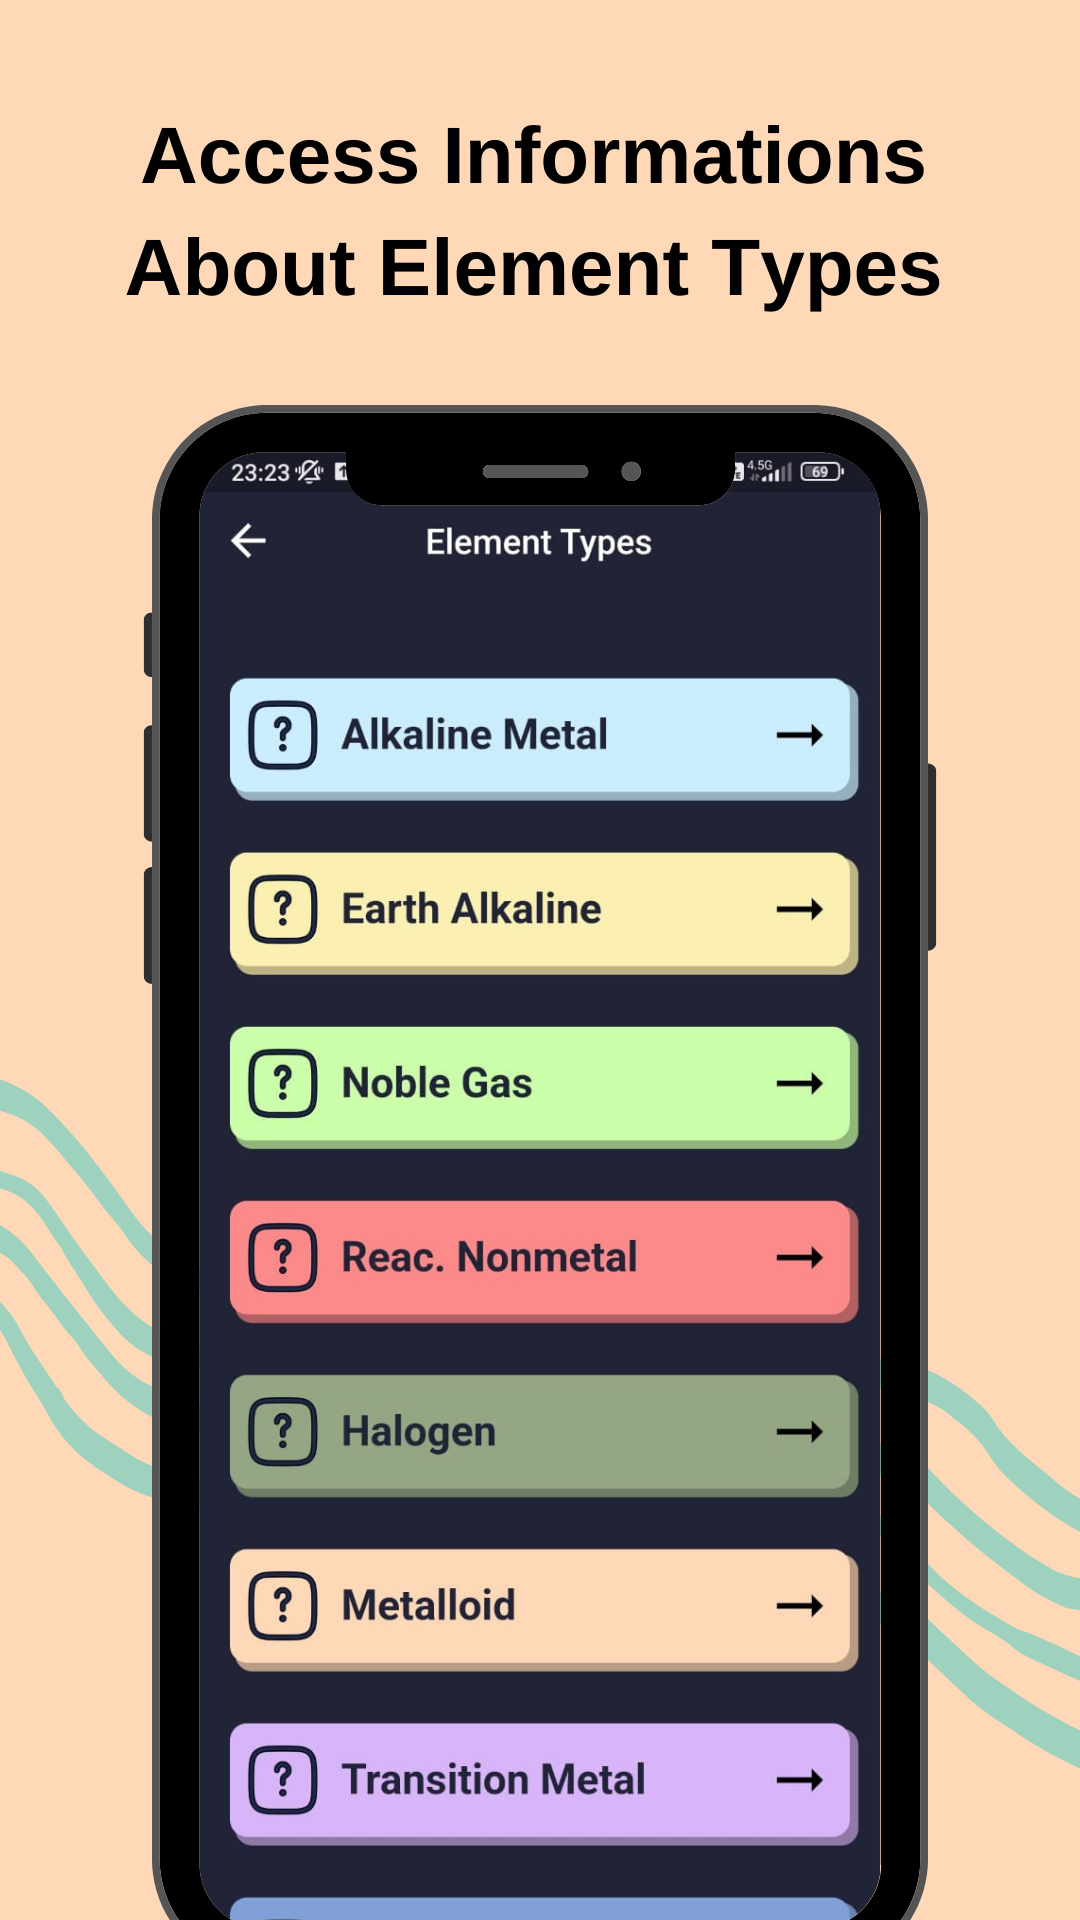 Access Informations
About Element Types
23:23
4.5G
69
Element Types
? Alkaline Metal
? Earth Alkaline
? Noble Gas
? Reac. Nonmetal
? Halogen
? Metalloid
? Transition Metal